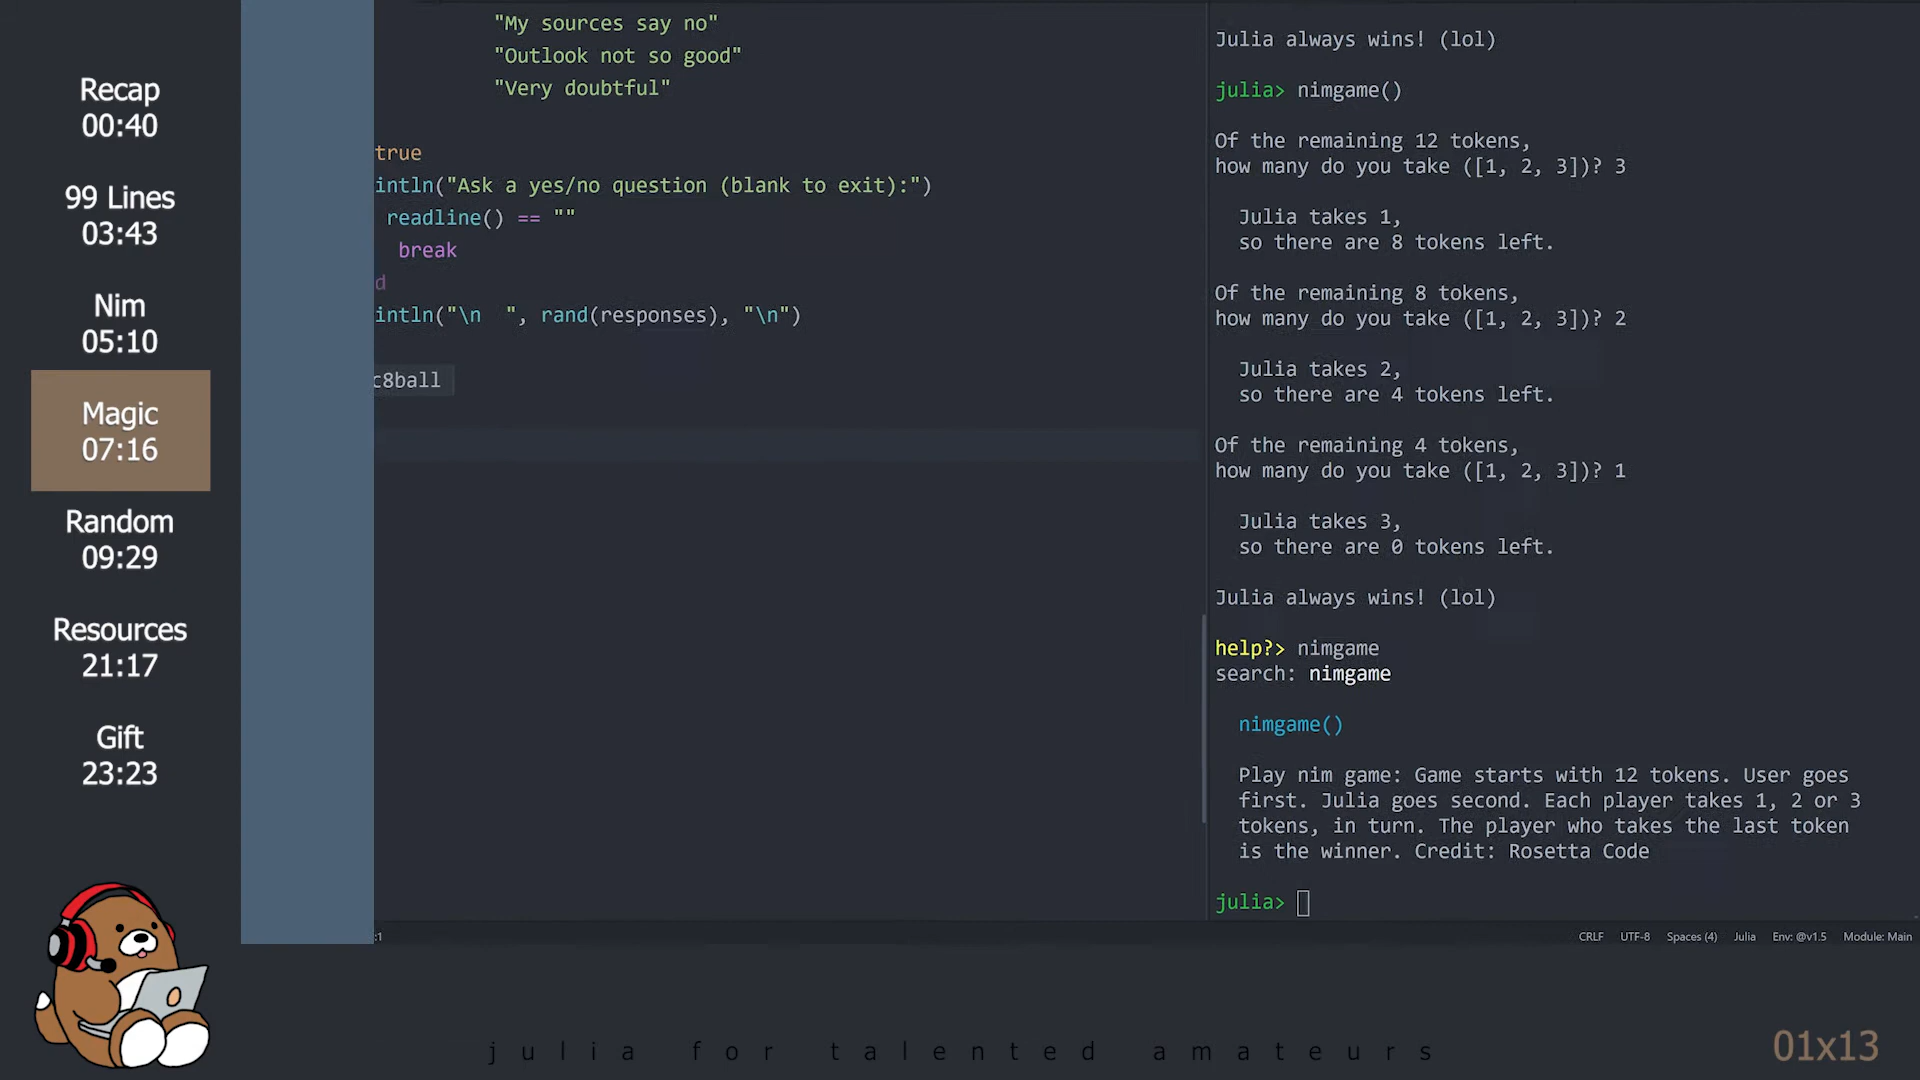 Recap
00:40
99 Lines
03:43
Nim
05:10
Magic
07:16
Random
09:29
Resources
21:17
Gift
23:23
"My sources say no"
"Outlook not so good"
"Very doubtful"
true
intln("Ask a yes/no question (blank to exit):")
readline() == ""
break
d
intln("\n  ", rand(responses), "\n")
c8ball
:1
Julia always wins! (lol)
julia> nimgame()
Of the remaining 12 tokens,
how many do you take ([1, 2, 3])? 3
Julia takes 1,
so there are 8 tokens left.
Of the remaining 8 tokens,
how many do you take ([1, 2, 3])? 2
Julia takes 2,
so there are 4 tokens left.
Of the remaining 4 tokens,
how many do you take ([1, 2, 3])? 1
Julia takes 3,
so there are 0 tokens left.
Julia always wins! (lol)
help?> nimgame
search: nimgame
nimgame()
Play nim game: Game starts with 12 tokens. User goes
first. Julia goes second. Each player takes 1, 2 or 3
tokens, in turn. The player who takes the last token
is the winner. Credit: Rosetta Code
julia>
CRLF UTF-8 Spaces (4) Julia Env: @v1.5 Module: Main
julia for talented amateurs
01x13